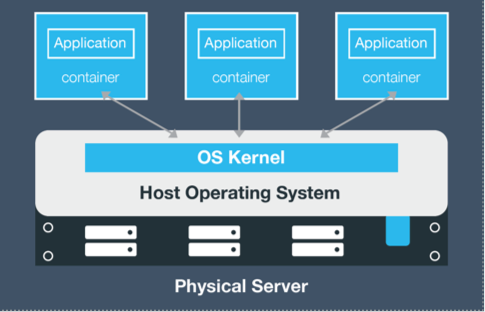 Application
container
Application
container
Application
container
OS Kernel
Host Operating System
Physical Server